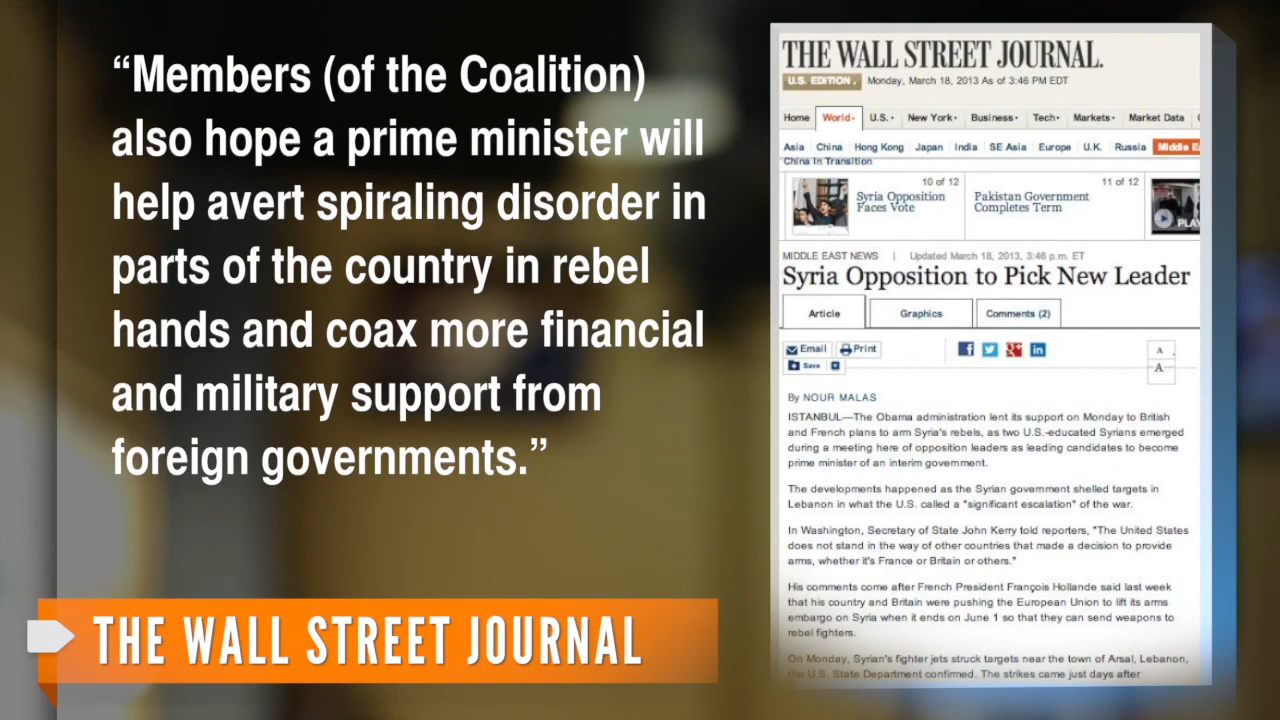 “Members (of the Coalition)
also hope a prime minister will
help avert spiraling disorder in
parts of the country in rebel
hands and coax more financial
and military support from
foreign governments.”
THE WALL STREET JOURNAL
THE WALL STREET JOURNAL.
U.S. EDITION
Monday, March 18, 2013 As of 3:46 PM EDT
Home World U.S. New York Business Tech Markets Market Data
Asia China Hong Kong Japan India SE Asia Europe U.K. Russia Middle E
China In Transition
10 of 12
Syria Opposition
Faces Vote
11 of 12
Pakistan Government
Completes Term
PLAY
MIDDLE EAST NEWS | Updated March 18, 2013, 3:46 p.m. ET
Syria Opposition to Pick New Leader
Article Graphics Comments (2)
Email Print
Save
A
A
By NOUR MALAS
ISTANBUL—The Obama administration lent its support on Monday to British
and French plans to arm Syria's rebels, as two U.S.-educated Syrians emerged
during a meeting here of opposition leaders as leading candidates to become
prime minister of an interim government.
The developments happened as the Syrian government shelled targets in
Lebanon in what the U.S. called a "significant escalation" of the war.
In Washington, Secretary of State John Kerry told reporters, "The United States
does not stand in the way of other countries that made a decision to provide
arms, whether it's France or Britain or others."
His comments come after French President François Hollande said last week
that his country and Britain were pushing the European Union to lift its arms
embargo on Syria when it ends on June 1 so that they can send weapons to
rebel fighters.
On Monday, Syrian's fighter jets struck targets near the town of Arsal, Lebanon,
the U.S. State Department confirmed. The strikes came just days after